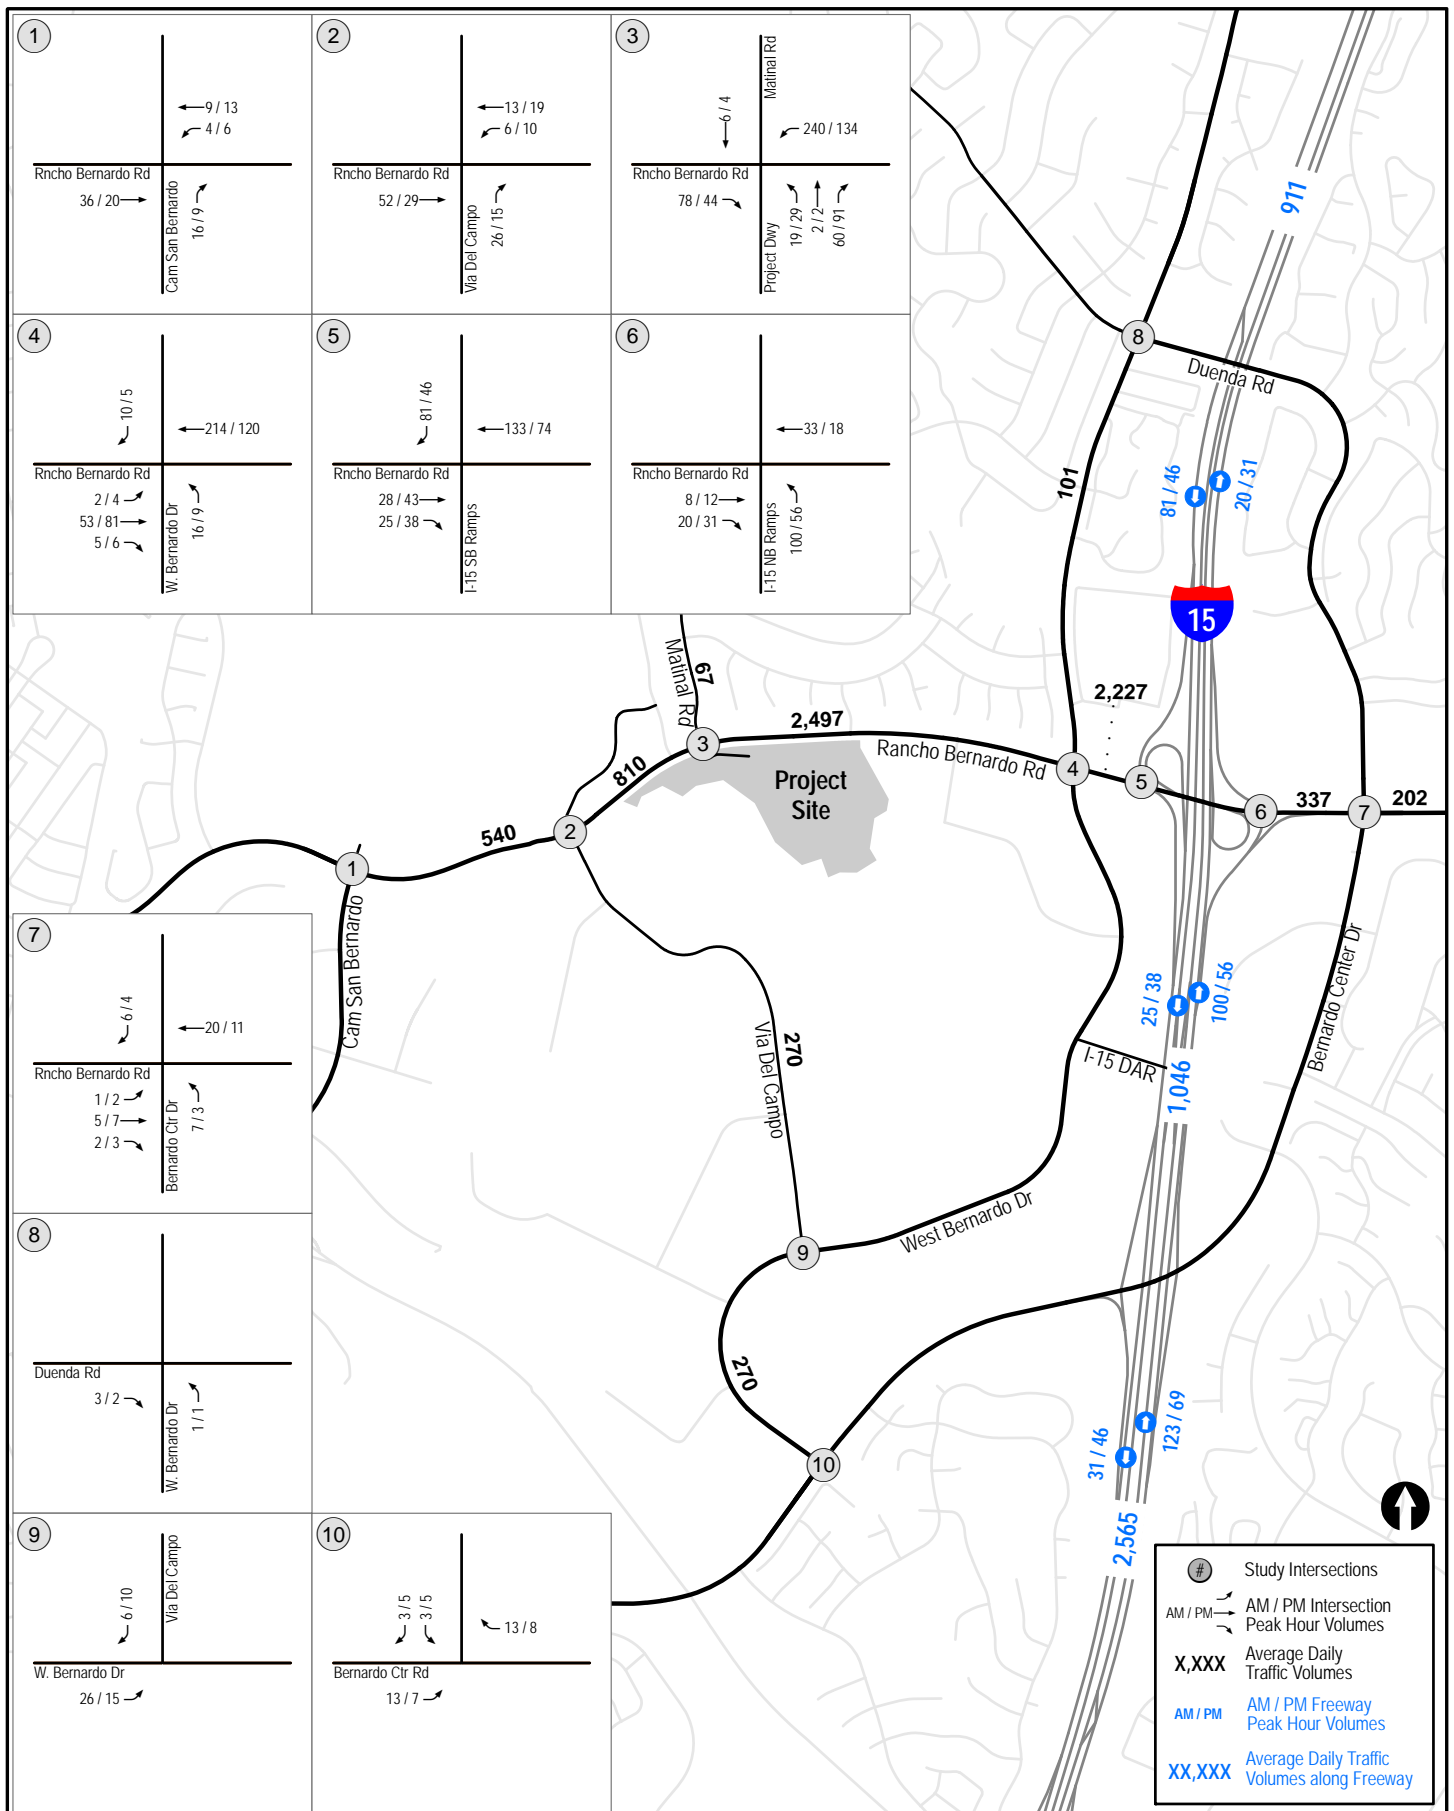 1
9 / 13
4 / 6
Rncho Bernardo Rd
36 / 20
16 / 9
Cam San Bernardo
2
13 / 19
6 / 10
Rncho Bernardo Rd
52 / 29
26 / 15
Via Del Campo
3
Matinal Rd
6 / 4
240 / 134
Rncho Bernardo Rd
78 / 44
19 / 29
2 / 2
60 / 91
Project Dwy
4
10 / 5
214 / 120
Rncho Bernardo Rd
2 / 4
53 / 81
5 / 6
16 / 9
W. Bernardo Dr
5
81 / 46
133 / 74
Rncho Bernardo Rd
28 / 43
25 / 38
I-15 SB Ramps
6
33 / 18
Rncho Bernardo Rd
8 / 12
20 / 31
100 / 56
I-15 NB Ramps
911
8
Duenda Rd
101
81 / 46
20 / 31
15
Matinal Rd
67
2,227
3
2,497
Rancho Bernardo Rd
810
Project
Site
4
5
6
337
7
202
540
2
1
Cam San Bernardo
7
6 / 4
20 / 11
Rncho Bernardo Rd
1 / 2
5 / 7
2 / 3
7 / 3
Bernardo Ctr Dr
25 / 38
100 / 56
Bernardo Center Dr
270
Via Del Campo
I-15 DAR
1,046
8
Duenda Rd
3 / 2
1 / 1
W. Bernardo Dr
9
West Bernardo Dr
270
10
31 / 46
123 / 69
2,565
9
Via Del Campo
6 / 10
W. Bernardo Dr
26 / 15
10
3 / 5
3 / 5
13 / 8
Bernardo Ctr Rd
13 / 7
#
Study Intersections
AM / PM
AM / PM Intersection
Peak Hour Volumes
X,XXX
Average Daily
Traffic Volumes
AM / PM
AM / PM Freeway
Peak Hour Volumes
XX,XXX
Average Daily Traffic
Volumes along Freeway